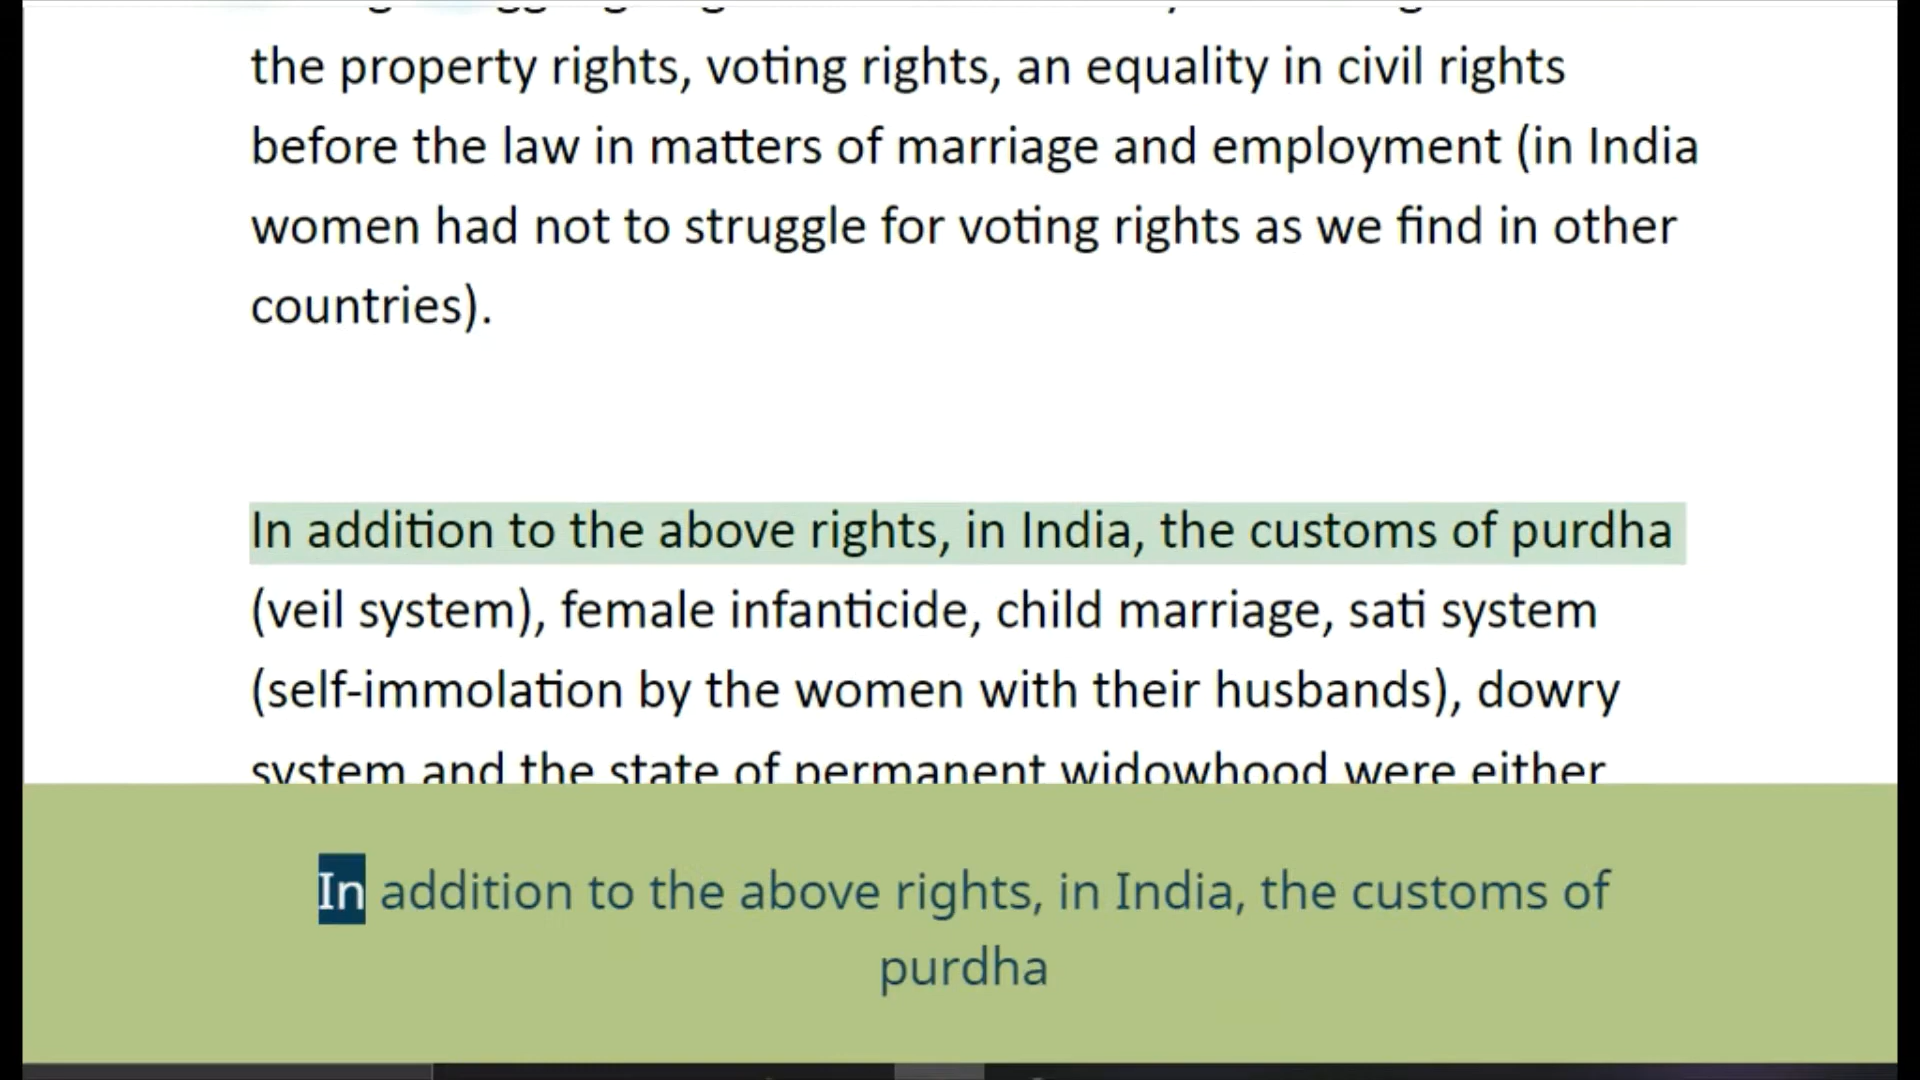 the property rights, voting rights, an equality in civil rights
before the law in matters of marriage and employment (in India
women had not to struggle for voting rights as we find in other
countries).
In addition to the above rights, in India, the customs of purdha
(veil system), female infanticide, child marriage, sati system
(self-immolation by the women with their husbands), dowry
system and the state of permanent widowhood were either
In addition to the above rights, in India, the customs of
purdha